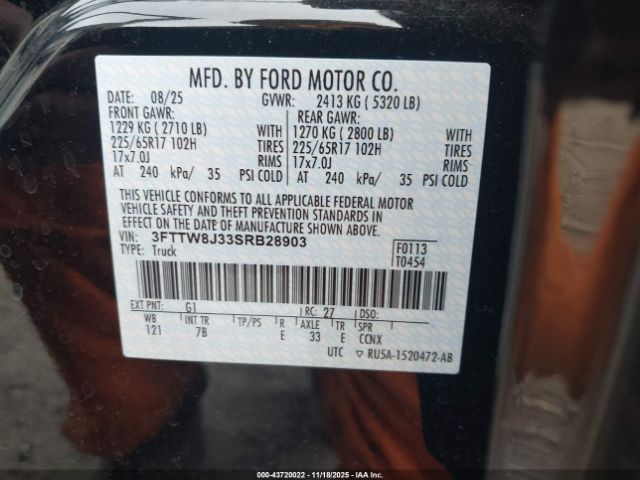 MFD. BY FORD MOTOR CO.
DATE: 08/25 GVWR: 2413 KG ( 5320 LB)
FRONT GAWR: REAR GAWR:
1229 KG ( 2710 LB) WITH 1270 KG ( 2800 LB) WITH
225/65R17 102H TIRES 225/65R17 102H TIRES
17x7.0J RIMS 17x7.0J RIMS
AT 240 kPa/ 35 PSI COLD AT 240 kPa/ 35 PSI COLD
THIS VEHICLE CONFORMS TO ALL APPLICABLE FEDERAL MOTOR
VEHICLE SAFETY AND THEFT PREVENTION STANDARDS IN
EFFECT ON THE DATE OF MANUFACTURE SHOWN ABOVE.
VIN: 3FTTW8J33SRB28903 F0113
TYPE: Truck T0454
EXT PNT: G1 RC: 27 DSO:
WB INT TR TP/PS R AXLE TR SPR
121 7B E 33 E CCNX
UTC ▽ RU5A-1520472-AB
000-43720022 11/18/2025 IAAI.COM